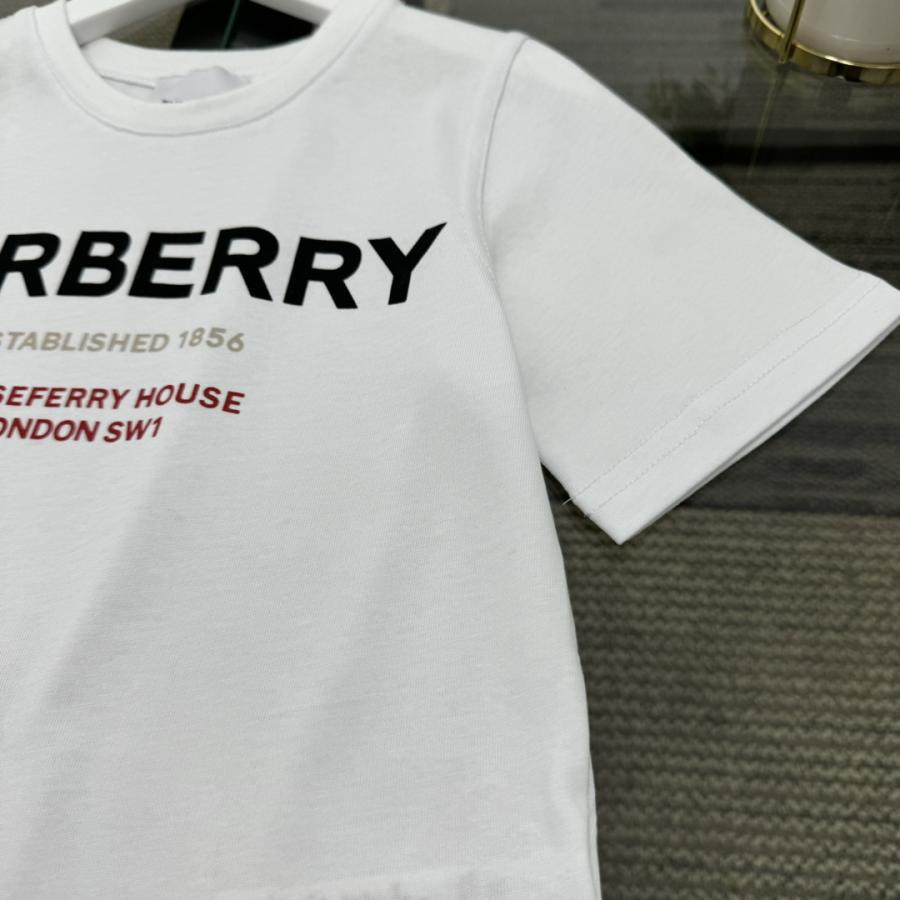 RBERRY
STABLISHED 1856
SEFERRY HOUSE
ONDON SW1